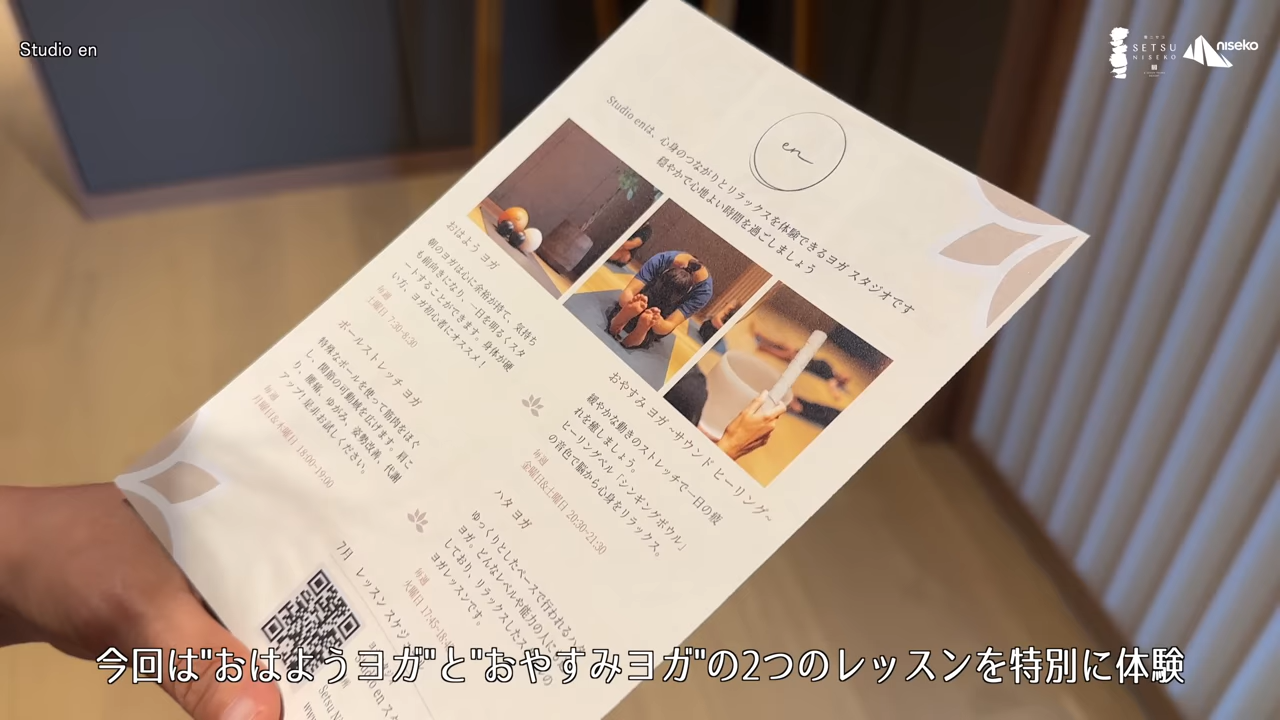 Studio en
SETSU
NISEKO
niseko
en
Studio enは、心身のつながりとリラックスを体験できるヨガ スタジオです
穏やかで心地よい時間を過ごしましょう
おはよう ヨガ
朝のヨガは心に余裕が持て、気持ち
も前向きになり、一日を明るくスタ
ートすることができます。身体が硬
い方、ヨガ初心者にオススメ！
毎週
土曜日 7:30-8:30
ボールストレッチ ヨガ
特殊なボールを使って筋肉をほぐ
し、関節の可動域を広げます。肩こ
り、腰痛、ゆがみ、姿勢改善、代謝
アップ! 是非お試しください。
毎週
月曜日&木曜日 18:00-19:00
おやすみ ヨガ ~サウンド ヒーリング~
緩やかな動きのストレッチで一日の疲
れを癒しましょう。
ヒーリングベル「シンギングボウル」
の音色で脳から心身をリラックス。
毎週
金曜日&土曜日 20:30-21:30
ハタ ヨガ
ゆっくりとしたペースで行われるハタ
ヨガ。どんなレベルや能力の人に
しており、リラックスした
ヨガレッスンです。
毎週
火曜日 17:45-18:
7月 レッスン スケジ
Setsu Ni
www.
今回は"おはようヨガ"と"おやすみヨガ"の2つのレッスンを特別に体験